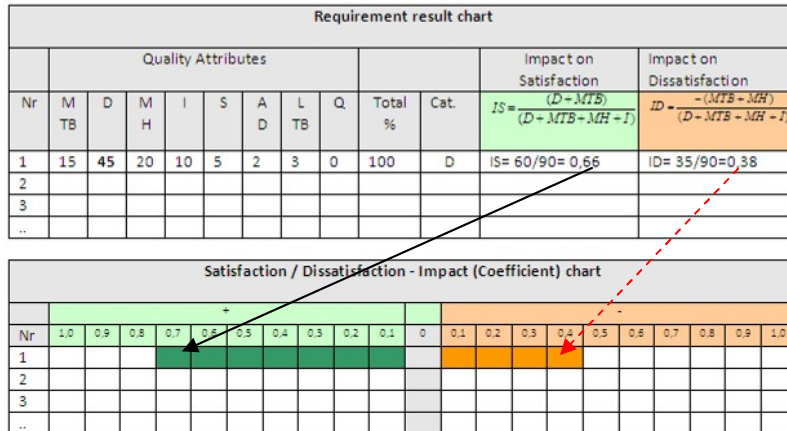 Requirement result chart
Quality Attributes Impact on Satisfaction Impact on Dissatisfaction
Nr MTB D MH I S AD LTB Q Total % Cat. IS = (D + MTB) / (D + MTB + MH + I) ID = -(MTB + MH) / (D + MTB + MH + I)
1 15 45 20 10 5 2 3 0 100 D IS= 60/90= 0,66 ID= 35/90=0,38
2
3
..
Satisfaction / Dissatisfaction - Impact (Coefficient) chart
+ -
Nr 1,0 0,9 0,8 0,7 0,6 0,5 0,4 0,3 0,2 0,1 0 0,1 0,2 0,3 0,4 0,5 0,6 0,7 0,8 0,9 1,0
1
2
3
..